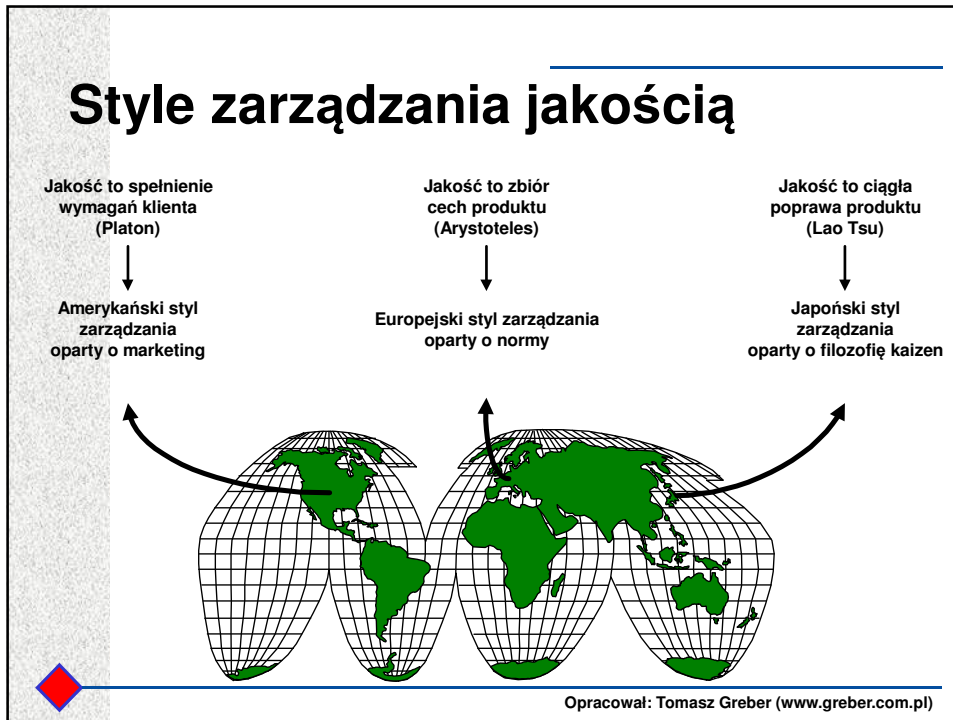 Style zarządzania jakością
Jakość to spełnienie
wymagań klienta
(Platon)
Jakość to zbiór
cech produktu
(Arystoteles)
Jakość to ciągła
poprawa produktu
(Lao Tsu)
Amerykański styl
zarządzania
oparty o marketing
Europejski styl zarządzania
oparty o normy
Japoński styl
zarządzania
oparty o filozofię kaizen
Opracował: Tomasz Greber (www.greber.com.pl)